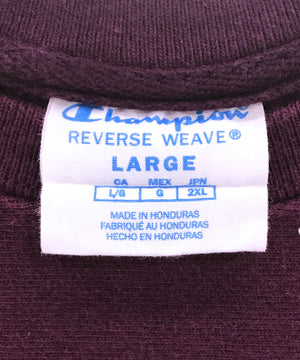 Champion
REVERSE WEAVE®
LARGE
CA MEX JPN
L/G G 2XL
MADE IN HONDURAS
FABRIQUÉ AU HONDURAS
HECHO EN HONDURAS